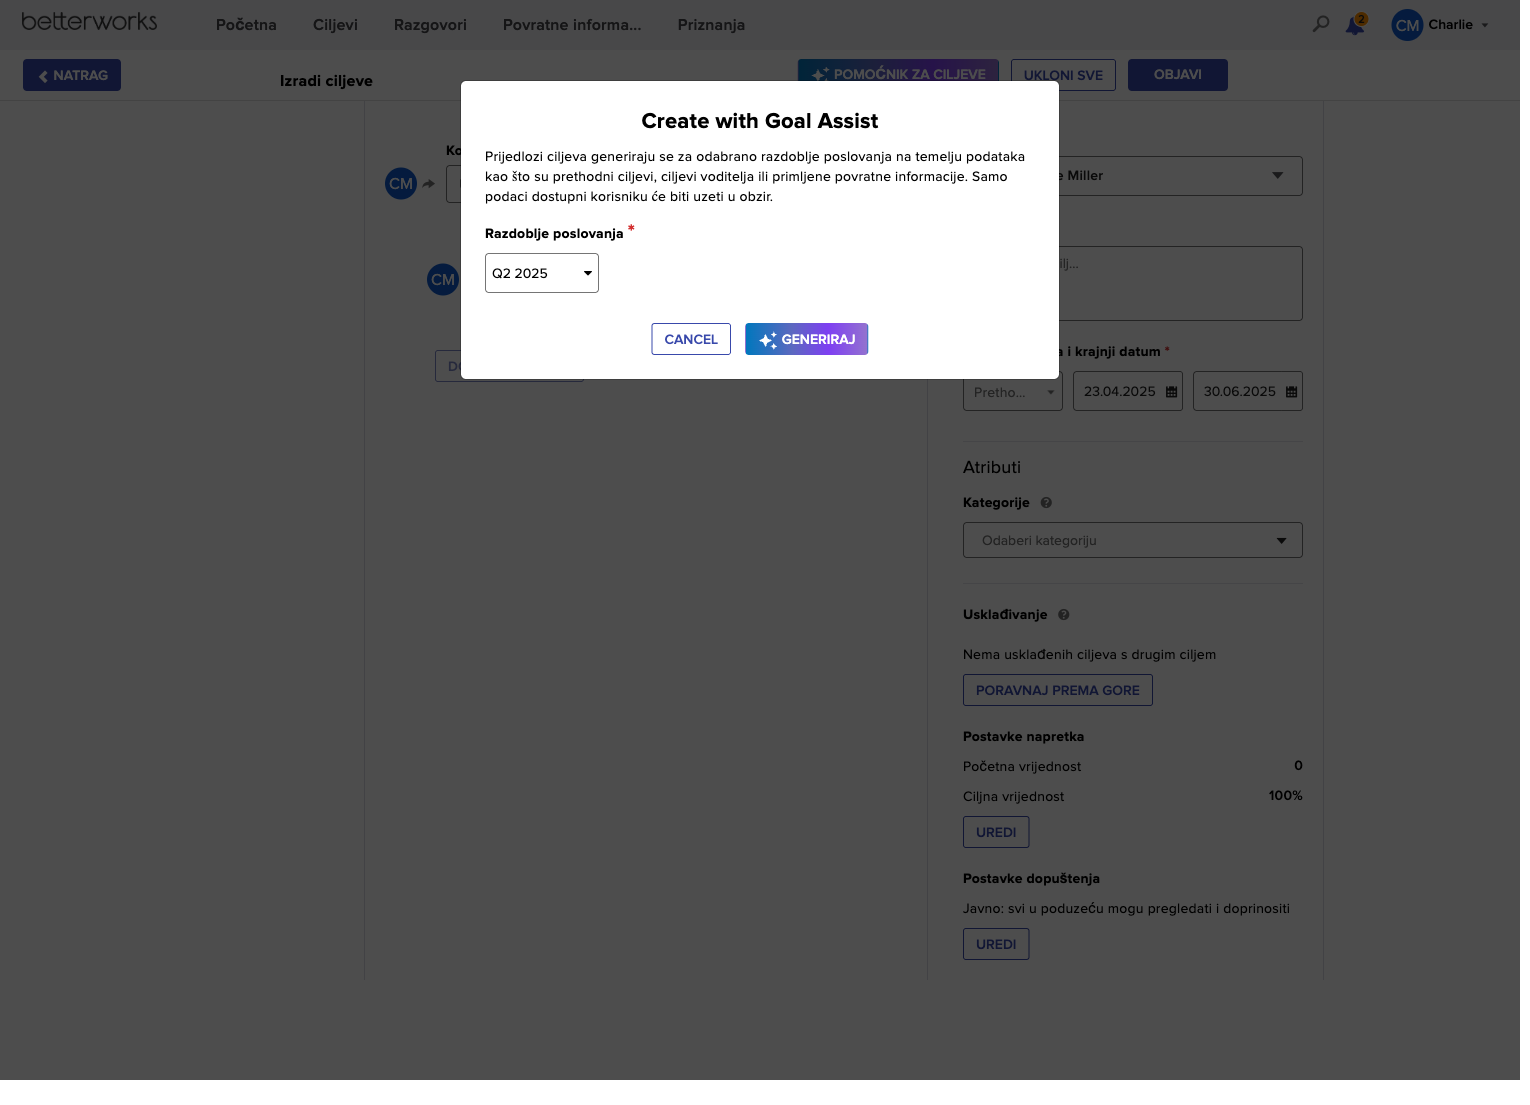 betterworks
Početna
Ciljevi
Razgovori
Povratne informa...
Priznanja
2
CM
Charlie
NATRAG
Izradi ciljeve
POMOĆNIK ZA CILJEVE
UKLONI SVE
OBJAVI
Create with Goal Assist
Prijedlozi ciljeva generiraju se za odabrano razdoblje poslovanja na temelju podataka
kao što su prethodni ciljevi, ciljevi voditelja ili primljene povratne informacije. Samo
podaci dostupni korisniku će biti uzeti u obzir.
Razdoblje poslovanja *
Q2 2025
CANCEL
GENERIRAJ
CM
CM
Miller
i krajnji datum *
Pretho...
23.04.2025
30.06.2025
Atributi
Kategorije
Odaberi kategoriju
Usklađivanje
Nema usklađenih ciljeva s drugim ciljem
PORAVNAJ PREMA GORE
Postavke napretka
Početna vrijednost
0
Ciljna vrijednost
100%
UREDI
Postavke dopuštenja
Javno: svi u poduzeću mogu pregledati i doprinositi
UREDI